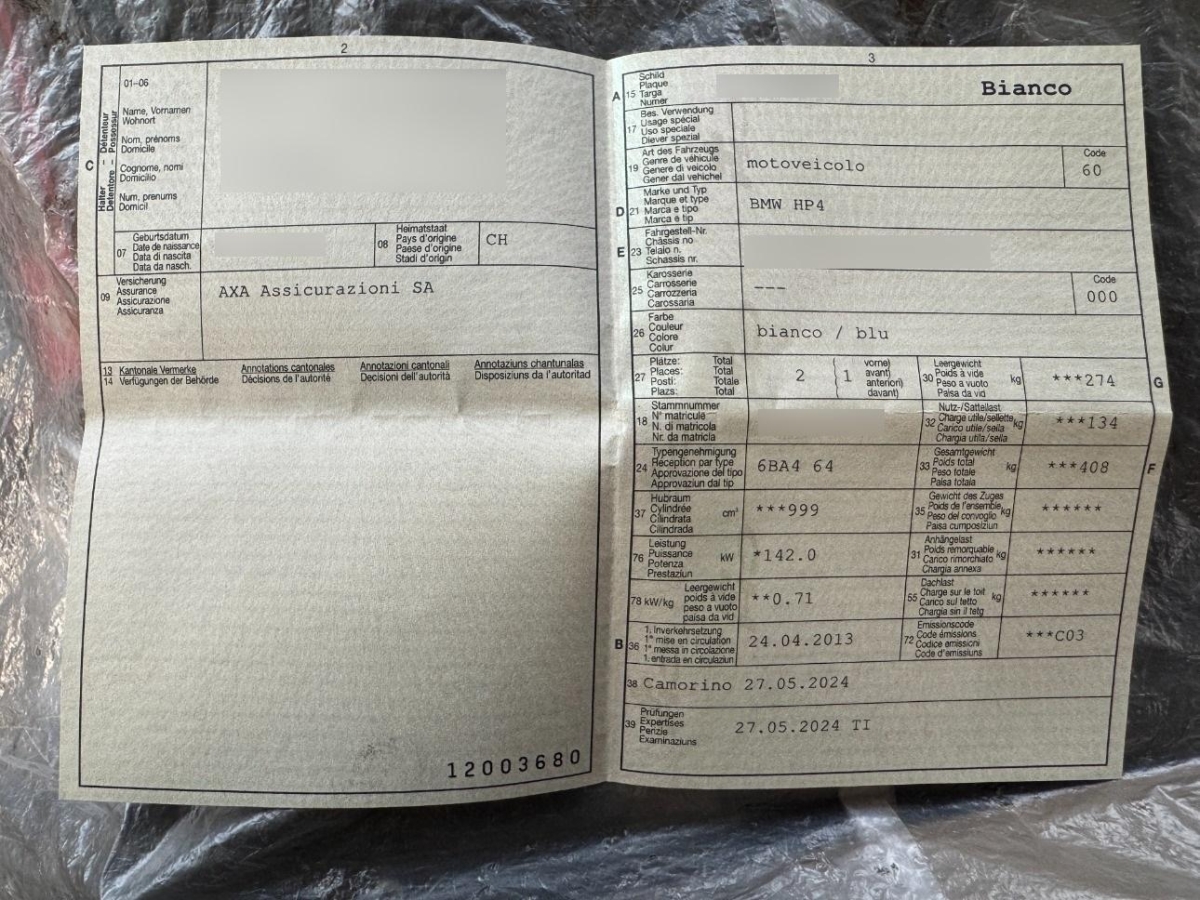 2
01–06
Halter – Détenteur
Detentore – Possessur
C
Name, Vornamen
Wohnort
Nom, prénoms
Domicile
Cognome, nomi
Domicilio
Num, prenums
Domicil
07
Geburtsdatum
Date de naissance
Data di nascita
Data da nasch.
08
Heimatstaat
Pays d'origine
Paese d'origine
Stadi d'origin
CH
09
Versicherung
Assurance
Assicurazione
Assicuranza
AXA Assicurazioni SA
13 Kantonale Vermerke Annotations cantonales Annotazioni cantonali Annotaziuns chantunalas
14 Verfügungen der Behörde Décisions de l'autorité Decisioni dell'autorità Disposiziuns da l'autoritad
12003680
3
A 15
Schild
Plaque
Targa
Numer
Bianco
17
Bes. Verwendung
Usage spécial
Uso speciale
Diever spezial
19
Art des Fahrzeugs
Genre de véhicule
Genere di veicolo
Gener dal vehichel
motoveicolo
Code
60
D 21
Marke und Typ
Marque et type
Marca e tipo
Marca e tip
BMW HP4
E 23
Fahrgestell-Nr.
Châssis no
Telaio n.
Schassis nr.
25
Karosserie
Carrosserie
Carrozzeria
Carossaria
---
Code
000
26
Farbe
Couleur
Colore
Colur
bianco / blu
27
Plätze: Total
Places: Total
Posti: Totale
Plazs: Total
2
1
vorne)
avant)
anteriori)
davant)
30
Leergewicht
Poids à vide
Peso a vuoto
Paisa da vid
kg
***274
G
18
Stammnummer
N° matricule
N. di matricola
Nr. da matricla
32
Nutz-/Sattellast
Charge utile/sellette
Carico utile/sella
Chargia utila/sella
kg
***134
24
Typengenehmigung
Réception par type
Approvazione del tipo
Approvaziun dal tip
6BA4 64
33
Gesamtgewicht
Poids total
Peso totale
Paisa totala
kg
***408
F
37
Hubraum
Cylindrée
Cilindrata
Cilindrada
cm³
***999
35
Gewicht des Zuges
Poids de l'ensemble
Peso del convoglio
Paisa cumposiziun
kg
******
76
Leistung
Puissance
Potenza
Prestaziun
kW
*142.0
31
Anhängelast
Poids remorquable
Carico rimorchiato
Chargia annexa
kg
******
78 kW/kg
Leergewicht
poids à vide
peso a vuoto
paisa da vid
**0.71
55
Dachlast
Charge sur le toit
Carico sul tetto
Chargia sin il tetg
kg
******
B 36
1. Inverkehrsetzung
1re mise en circulation
1a messa in circolazione
1. entrada en circulaziun
24.04.2013
72
Emissionscode
Code émissions
Codice emissioni
Code d'emissiuns
***C03
38 Camorino 27.05.2024
39
Prüfungen
Expertises
Perizie
Examinaziuns
27.05.2024 TI